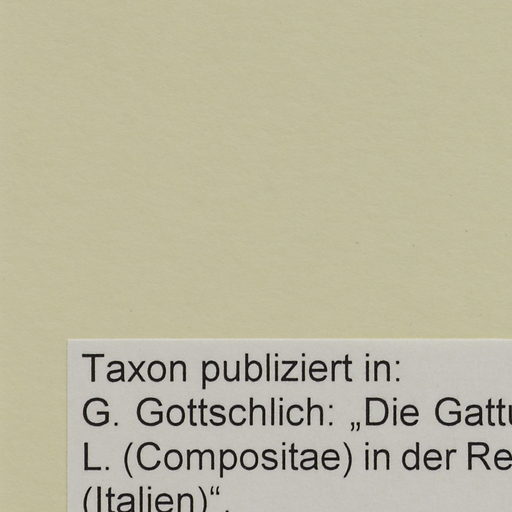 Taxon publiziert in:
G. Gottschlich: „Die Gattu
L. (Compositae) in der Re
(Italien)“.